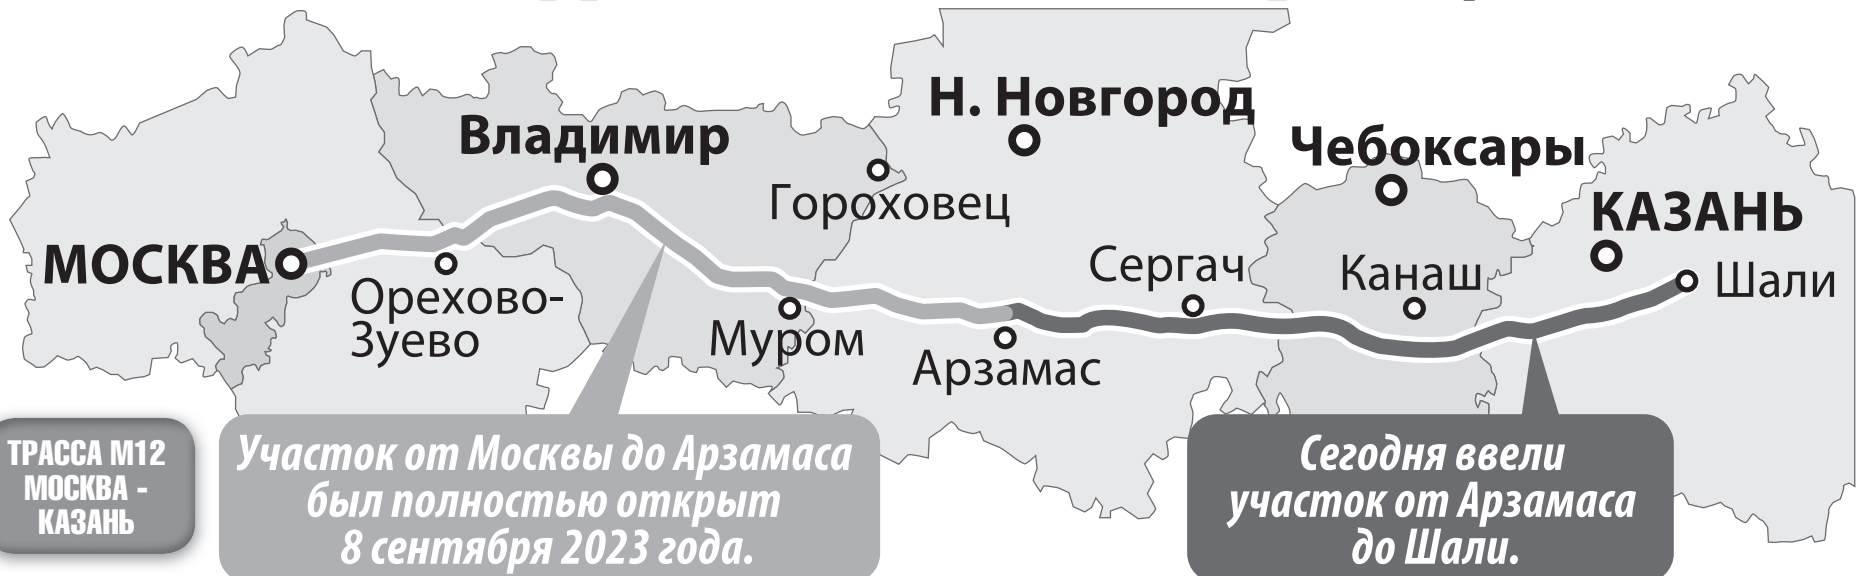 Н. Новгород
Владимир
Чебоксары
Гороховец
КАЗАНЬ
МОСКВА
Сергач
Канаш
Шали
Орехово-
Зуево
Муром
Арзамас
ТРАССА М12
МОСКВА -
КАЗАНЬ
Участок от Москвы до Арзамаса
был полностью открыт
8 сентября 2023 года.
Сегодня ввели
участок от Арзамаса
до Шали.